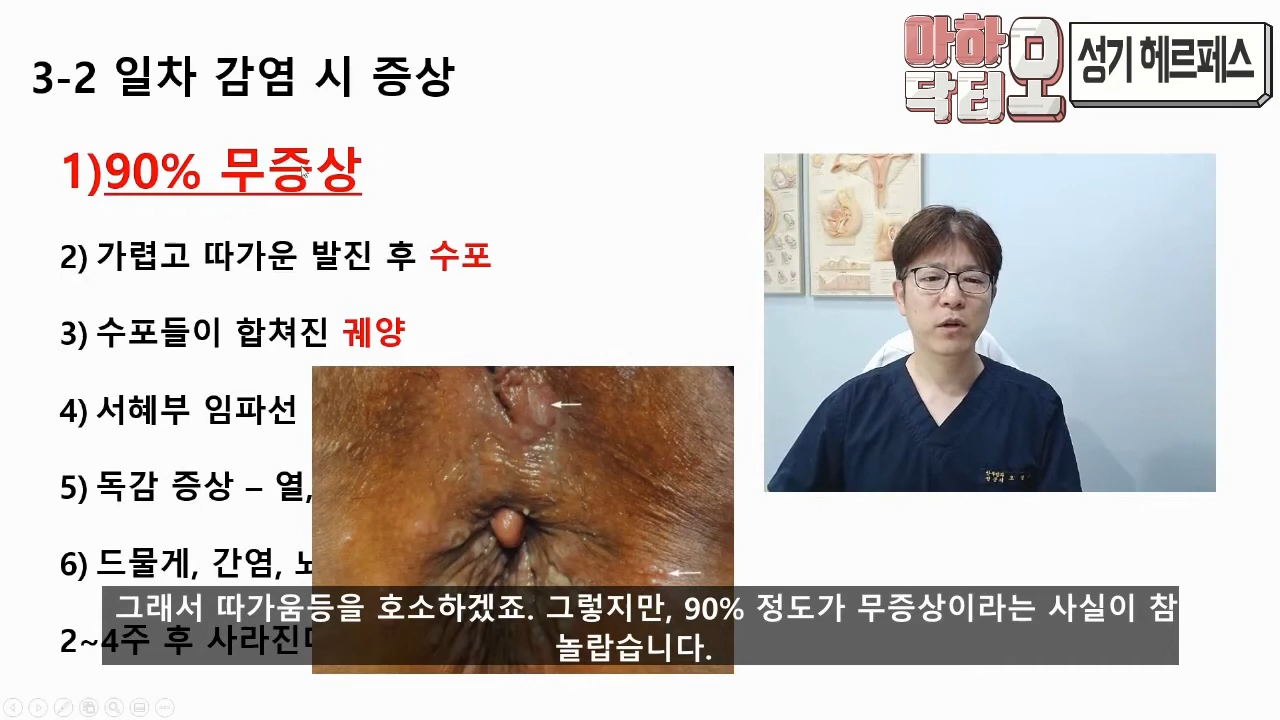 아하
닥터오
성기 헤르페스
3-2 일차 감염 시 증상
1)90% 무증상
2) 가렵고 따가운 발진 후 수포
3) 수포들이 합쳐진 궤양
4) 서혜부 임파선
5) 독감 증상 – 열,
6) 드물게, 간염,
2~4주 후 사라진다
그래서 따가움등을 호소하겠죠. 그렇지만, 90% 정도가 무증상이라는 사실이 참
놀랍습니다.